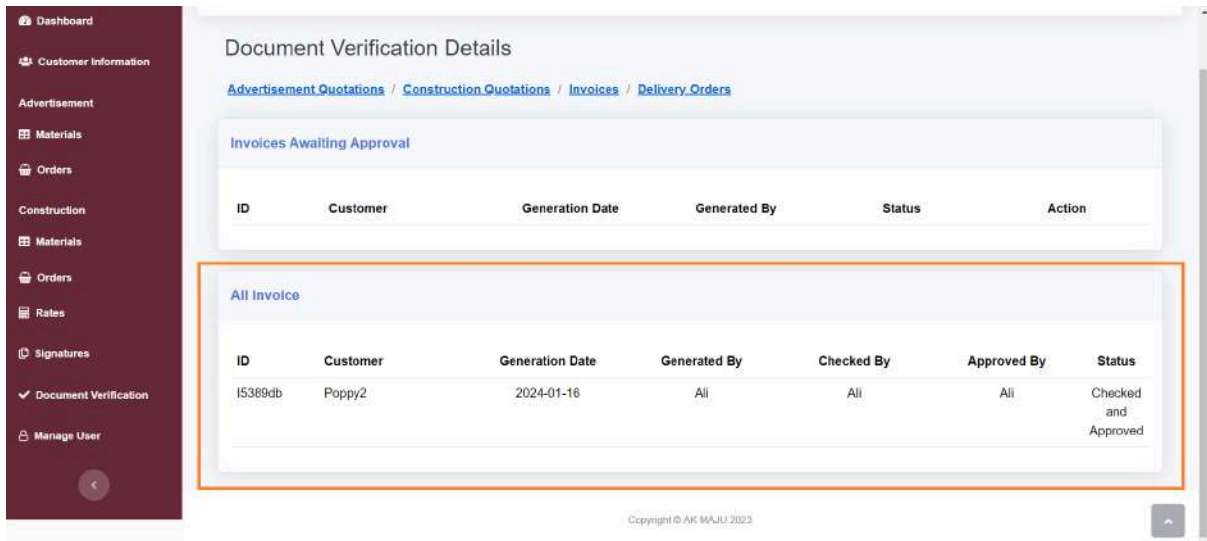 Dashboard
Customer Information
Advertisement
Materials
Orders
Construction
Materials
Orders
Rates
Signatures
Document Verification
Manage User
Document Verification Details
Advertisement Quotations / Construction Quotations / Invoices / Delivery Orders
Invoices Awaiting Approval
ID Customer Generation Date Generated By Status Action
All Invoice
ID Customer Generation Date Generated By Checked By Approved By Status
I5389db Poppy2 2024-01-16 Ali Ali Ali Checked
and
Approved
Copyright © AK MAJU 2023